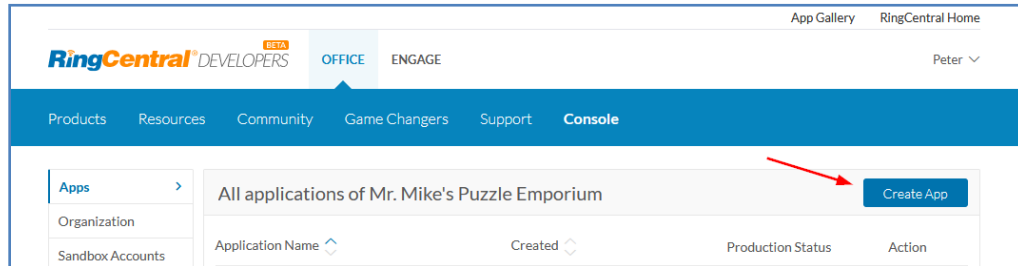 App Gallery RingCentral Home
RingCentral DEVELOPERS BETA OFFICE ENGAGE Peter
Products Resources Community Game Changers Support Console
Apps
Organization
Sandbox Accounts
All applications of Mr. Mike's Puzzle Emporium Create App
Application Name Created Production Status Action